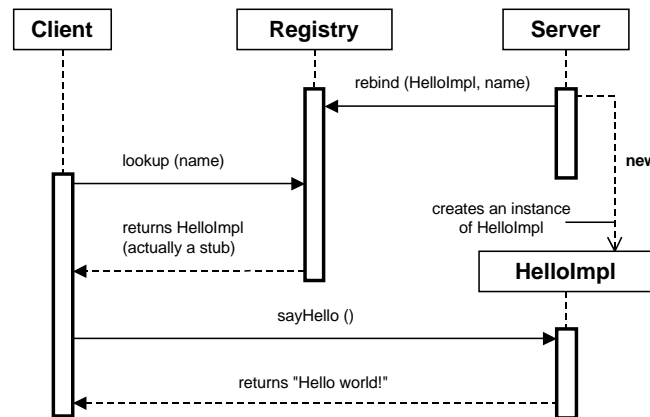 Client
Registry
Server
rebind (HelloImpl, name)
lookup (name)
new
creates an instance
of HelloImpl
returns HelloImpl
(actually a stub)
HelloImpl
sayHello ()
returns "Hello world!"